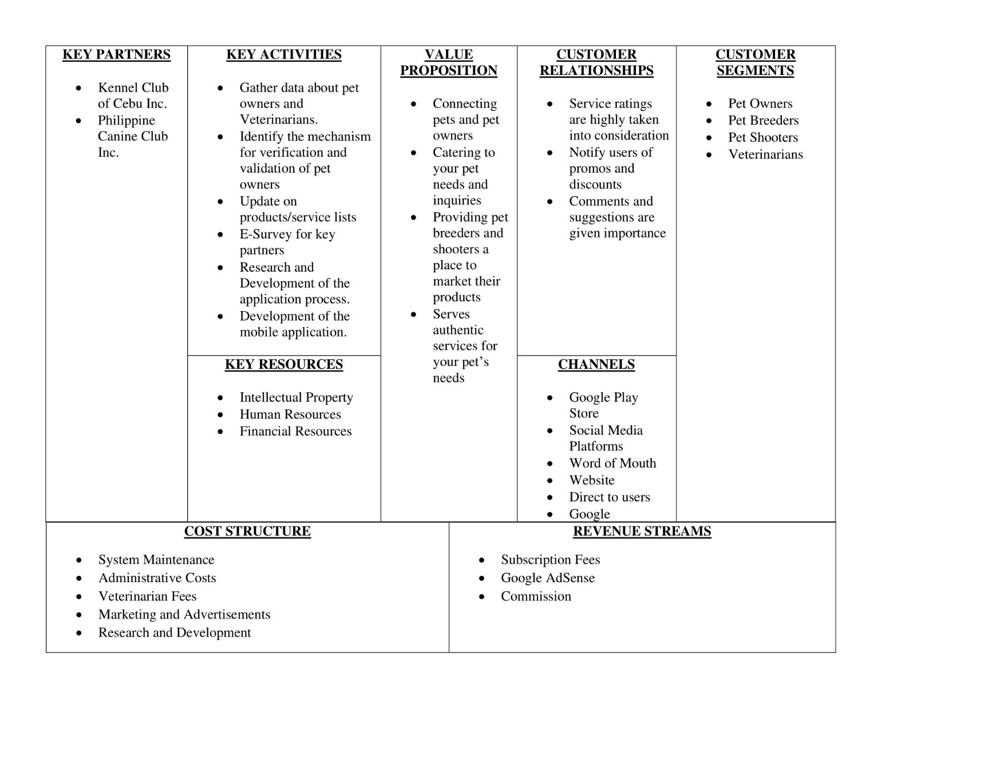 KEY PARTNERS
• Kennel Club
of Cebu Inc.
• Philippine
Canine Club
Inc.
KEY ACTIVITIES
• Gather data about pet
owners and
Veterinarians.
• Identify the mechanism
for verification and
validation of pet
owners
• Update on
products/service lists
• E-Survey for key
partners
• Research and
Development of the
application process.
• Development of the
mobile application.
KEY RESOURCES
• Intellectual Property
• Human Resources
• Financial Resources
VALUE
PROPOSITION
• Connecting
pets and pet
owners
• Catering to
your pet
needs and
inquiries
• Providing pet
breeders and
shooters a
place to
market their
products
• Serves
authentic
services for
your pet’s
needs
CUSTOMER
RELATIONSHIPS
• Service ratings
are highly taken
into consideration
• Notify users of
promos and
discounts
• Comments and
suggestions are
given importance
CHANNELS
• Google Play
Store
• Social Media
Platforms
• Word of Mouth
• Website
• Direct to users
• Google
CUSTOMER
SEGMENTS
• Pet Owners
• Pet Breeders
• Pet Shooters
• Veterinarians
COST STRUCTURE
• System Maintenance
• Administrative Costs
• Veterinarian Fees
• Marketing and Advertisements
• Research and Development
REVENUE STREAMS
• Subscription Fees
• Google AdSense
• Commission